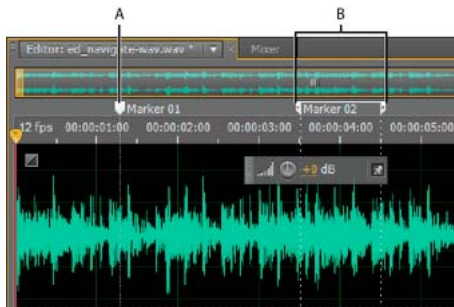 A B
Editor: ed_navigate-wav.wav * Mixer
Marker 01 Marker 02
12 fps 00:00:01:00 00:00:02:00 00:00:03:00 00:00:04:00 00:00:05:00
+0 dB